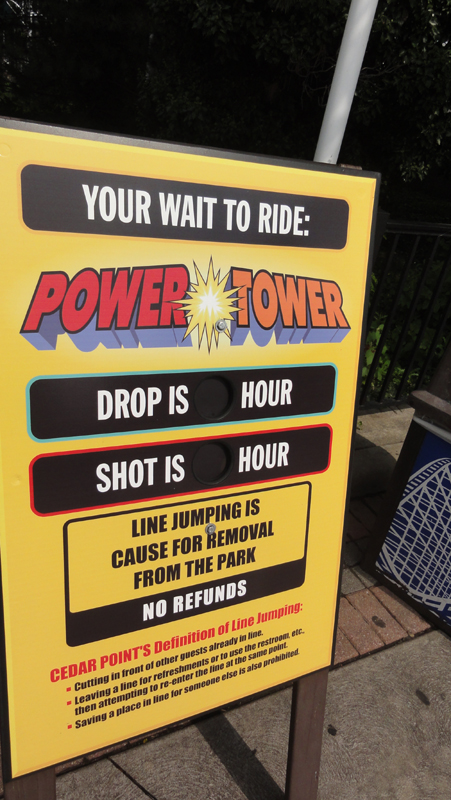 YOUR WAIT TO RIDE:
POWER TOWER
DROP IS HOUR
SHOT IS HOUR
LINE JUMPING IS
CAUSE FOR REMOVAL
FROM THE PARK
NO REFUNDS
CEDAR POINT'S Definition of Line Jumping:
▪ Cutting in front of other guests already in line.
▪ Leaving a line for refreshments or to use the restroom, etc.,
then attempting to re-enter the line at the same point.
▪ Saving a place in line for someone else is also prohibited.